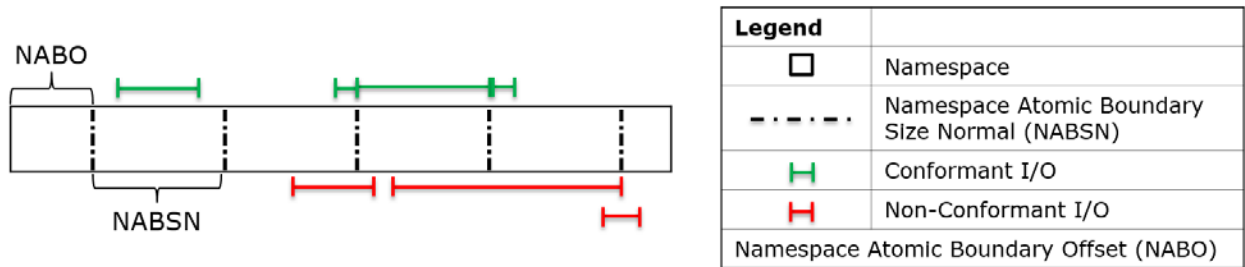 NABO
NABSN
Legend
Namespace
Namespace Atomic Boundary
Size Normal (NABSN)
Conformant I/O
Non-Conformant I/O
Namespace Atomic Boundary Offset (NABO)